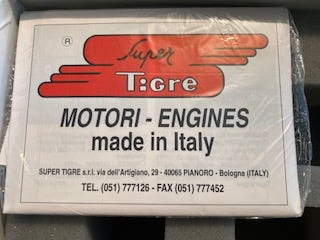 ®
Super
TiGre
MOTORI - ENGINES
made in Italy
SUPER TIGRE s.r.l. via dell'Artigiano, 29 - 40065 PIANORO - Bologna (ITALY)
TEL. (051) 777126 - FAX (051) 777452